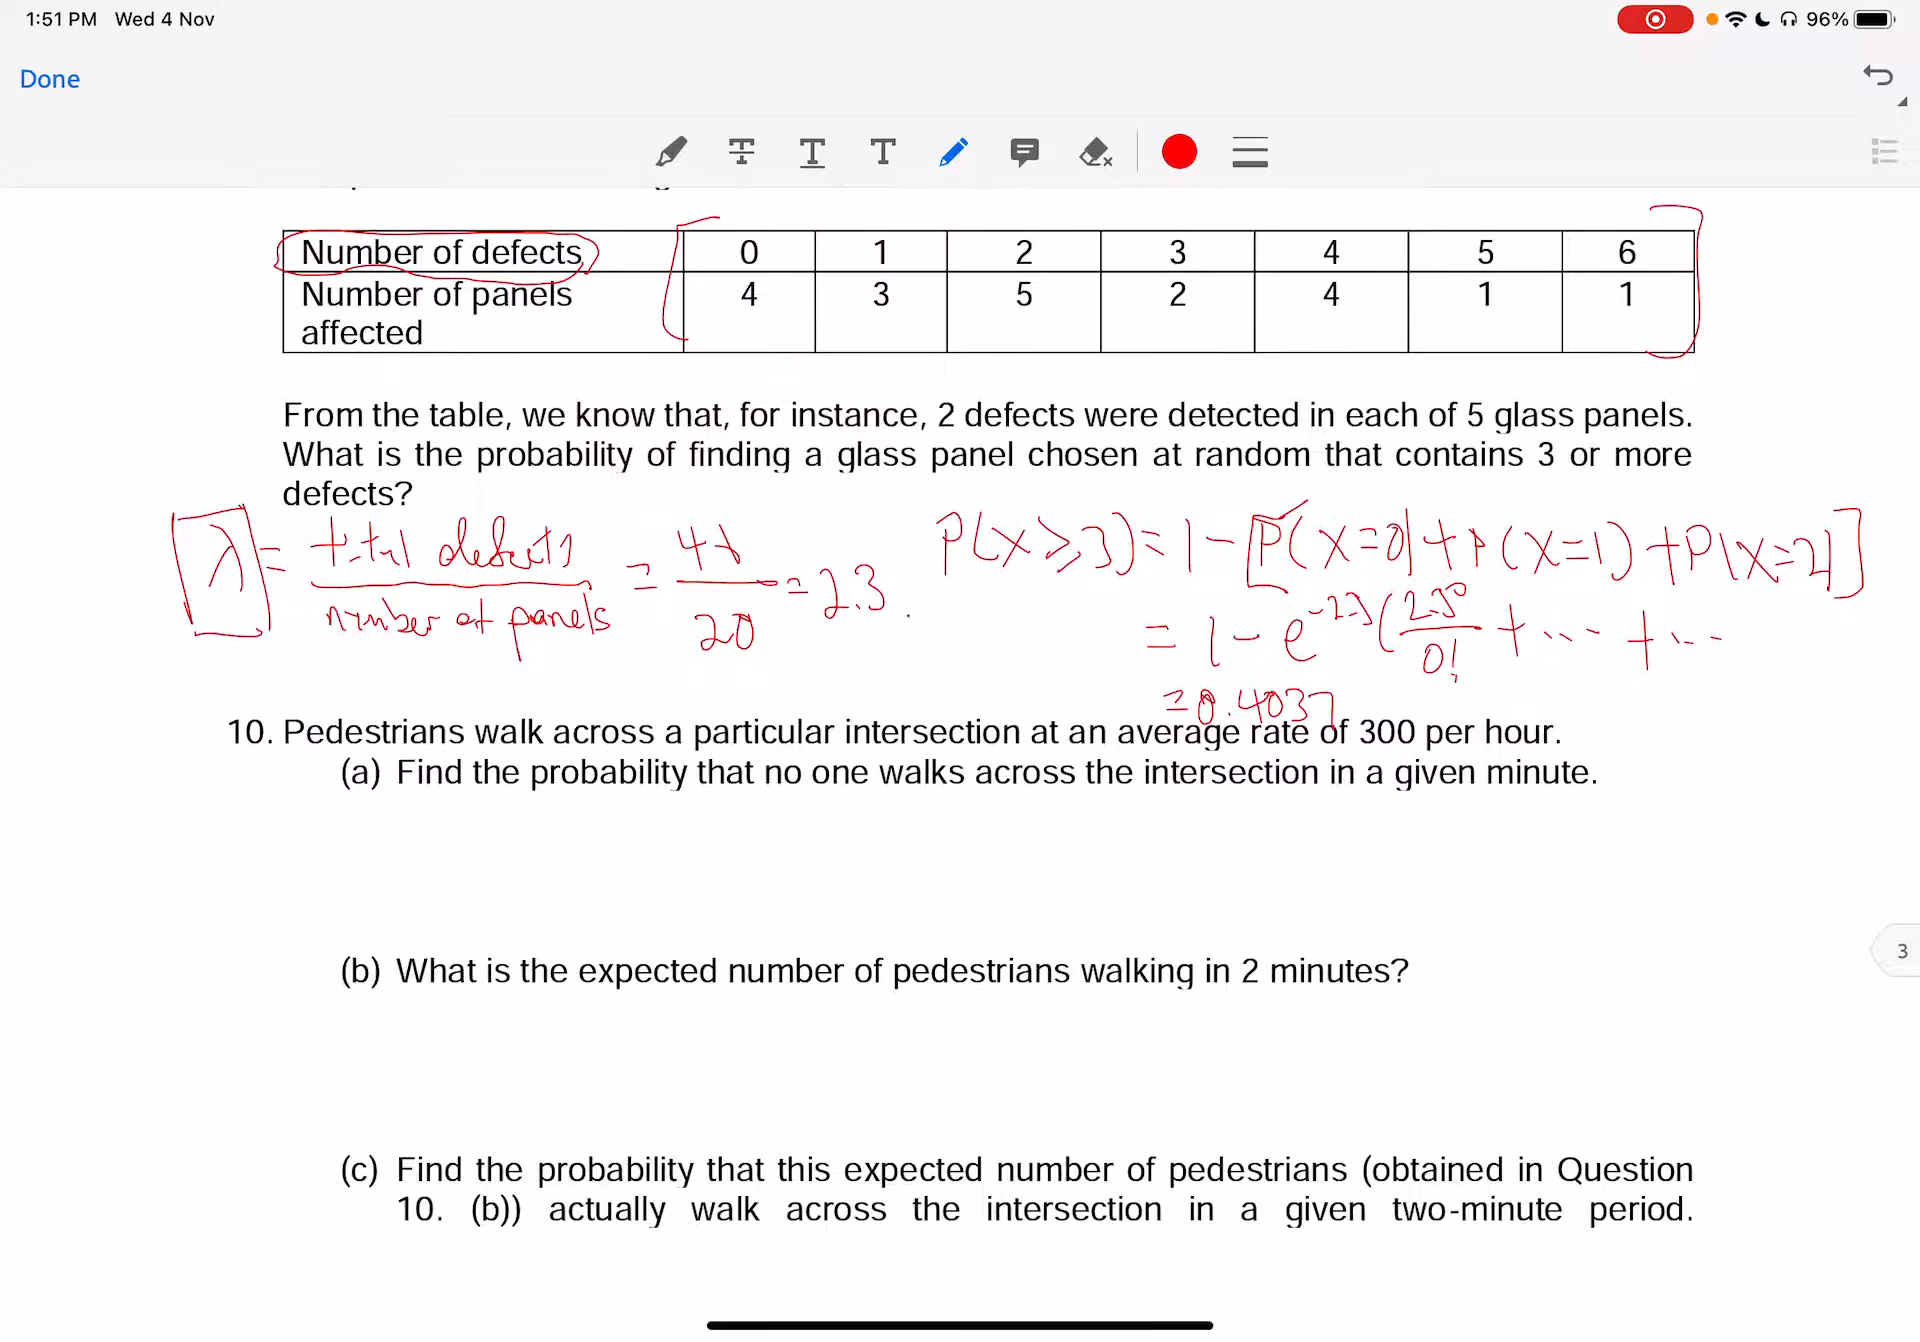 1:51 PM Wed 4 Nov
96%
Done
Number of defects 0 1 2 3 4 5 6
Number of panels affected 4 3 5 2 4 1 1
From the table, we know that, for instance, 2 defects were detected in each of 5 glass panels.
What is the probability of finding a glass panel chosen at random that contains 3 or more
defects?
λ = total defects / number of panels = / 20 = 2.3
P(X ≥ 3) = 1 - [P(X=0) + P(X=1) + P(X=2)]
= 1 - e^-2.3 (2.3^0 / 0! + ... + ...
= 0.4037
10. Pedestrians walk across a particular intersection at an average rate of 300 per hour.
(a) Find the probability that no one walks across the intersection in a given minute.
(b) What is the expected number of pedestrians walking in 2 minutes?
3
(c) Find the probability that this expected number of pedestrians (obtained in Question
10. (b)) actually walk across the intersection in a given two-minute period.